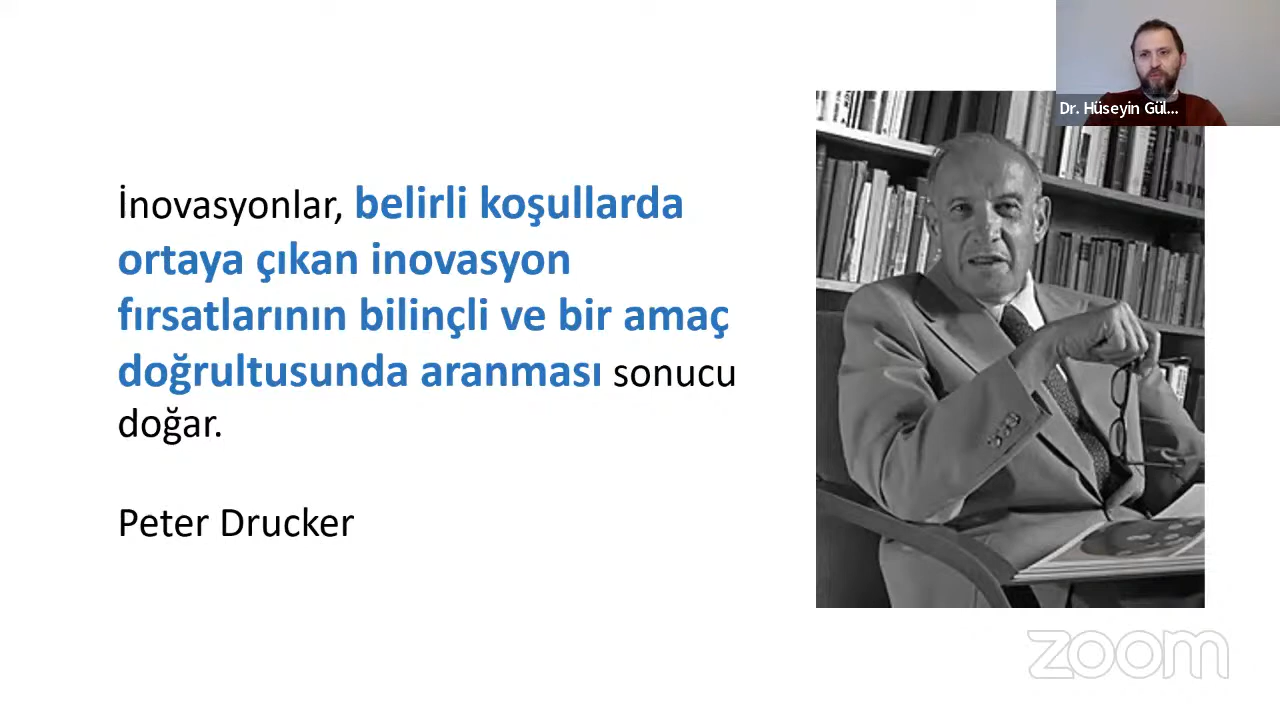 Dr. Hüseyin Gül...
İnovasyonlar, belirli koşullarda
ortaya çıkan inovasyon
fırsatlarının bilinçli ve bir amaç
doğrultusunda aranması sonucu
doğar.
Peter Drucker
zoom